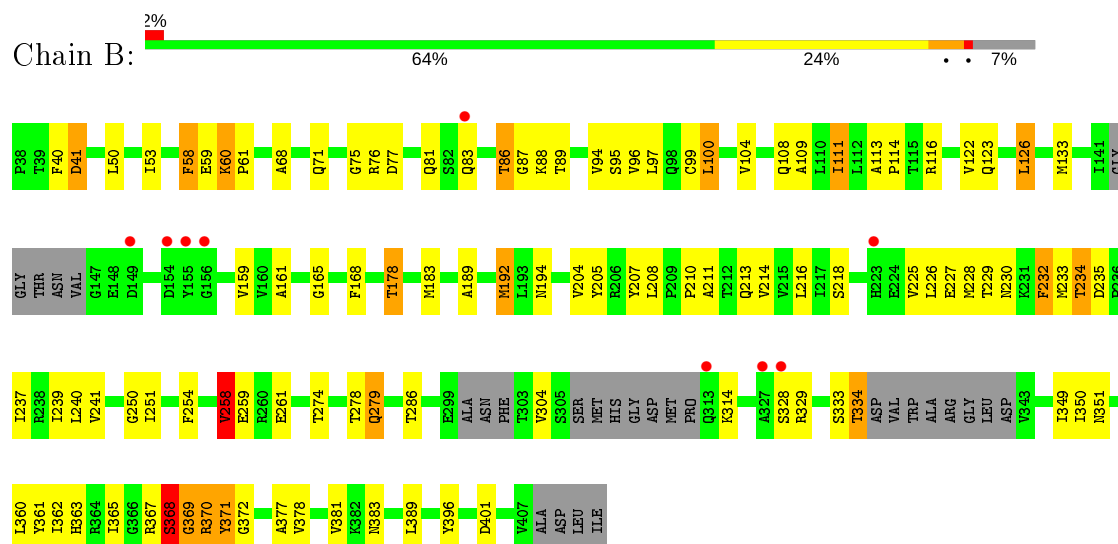 2%
Chain B:
64% 24% • • 7%
P38 T39 F40 D41 L50 I53 F58 E59 K60 P61 A68 Q71 G75 R76 D77 Q81 S82 Q83 T86 G87 K88 T89 V94 S95 V96 L97 Q98 C99 L100 V104 Q108 A109 L110 I111 L112 A113 P114 T115 R116 V122 Q123 L126 M133 I141 GLY
GLY THR ASN VAL G147 E148 D149 D154 Y155 G156 V159 V160 A161 G165 F168 T178 M183 A189 M192 L193 N194 V204 Y205 R206 Y207 L208 P209 P210 A211 T212 Q213 V214 V215 L216 I217 S218 H223 E224 V225 L226 E227 M228 T229 N230 K231 F232 M233 T234 D235 P236
I237 R238 I239 L240 V241 G250 I251 F254 V258 E259 R260 E261 T274 T278 Q279 T286 E299 ALA ASN PHE T303 V304 S305 SER MET HIS GLY ASP MET PRO Q313 K314 A327 S328 R329 S333 T334 ASP VAL TRP ALA ARG GLY LEU ASP V343 I349 I350 N351
L360 Y361 I362 H363 R364 I365 G366 R367 S368 G369 R370 Y371 G372 A377 V378 V381 K382 N383 L389 Y396 D401 V407 ALA ASP LEU ILE